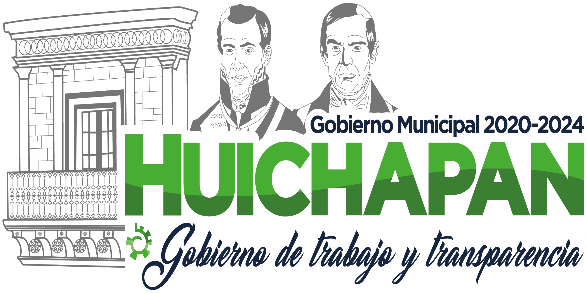 Gobierno Municipal 2020-2024
HUICHAPAN
Gobierno de trabajo y transparencia